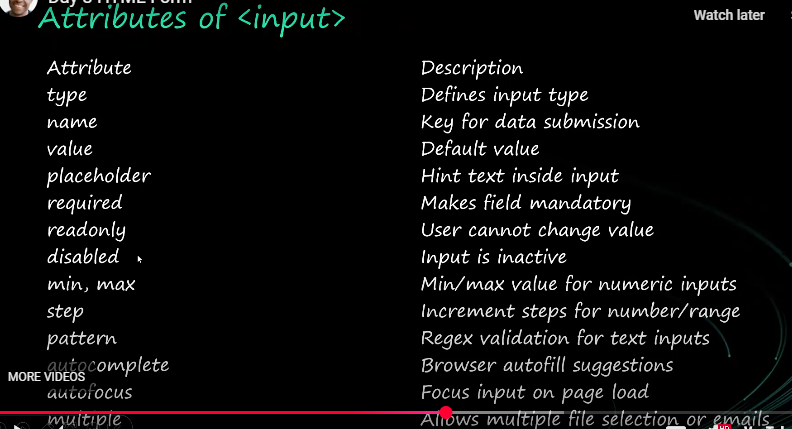 Attributes of <input>
Watch later
Attribute Description
type Defines input type
name Key for data submission
value Default value
placeholder Hint text inside input
required Makes field mandatory
readonly User cannot change value
disabled Input is inactive
min, max Min/max value for numeric inputs
step Increment steps for number/range
pattern Regex validation for text inputs
autocomplete Browser autofill suggestions
MORE VIDEOS
autofocus Focus input on page load
multiple Allows multiple file selection or emails
HD